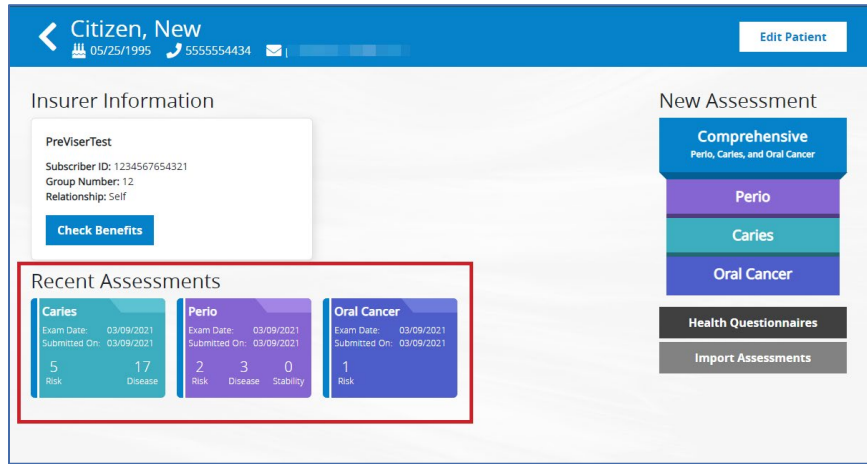 Citizen, New
05/25/1995 5555554434
Edit Patient
Insurer Information
PreViserTest
Subscriber ID: 1234567654321
Group Number: 12
Relationship: Self
Check Benefits
Recent Assessments
Caries
Exam Date: 03/09/2021
Submitted On: 03/09/2021
5 17
Risk Disease
Perio
Exam Date: 03/09/2021
Submitted On: 03/09/2021
2 3 0
Risk Disease Stability
Oral Cancer
Exam Date: 03/09/2021
Submitted On: 03/09/2021
1
Risk
New Assessment
Comprehensive
Perio, Caries, and Oral Cancer
Perio
Caries
Oral Cancer
Health Questionnaires
Import Assessments